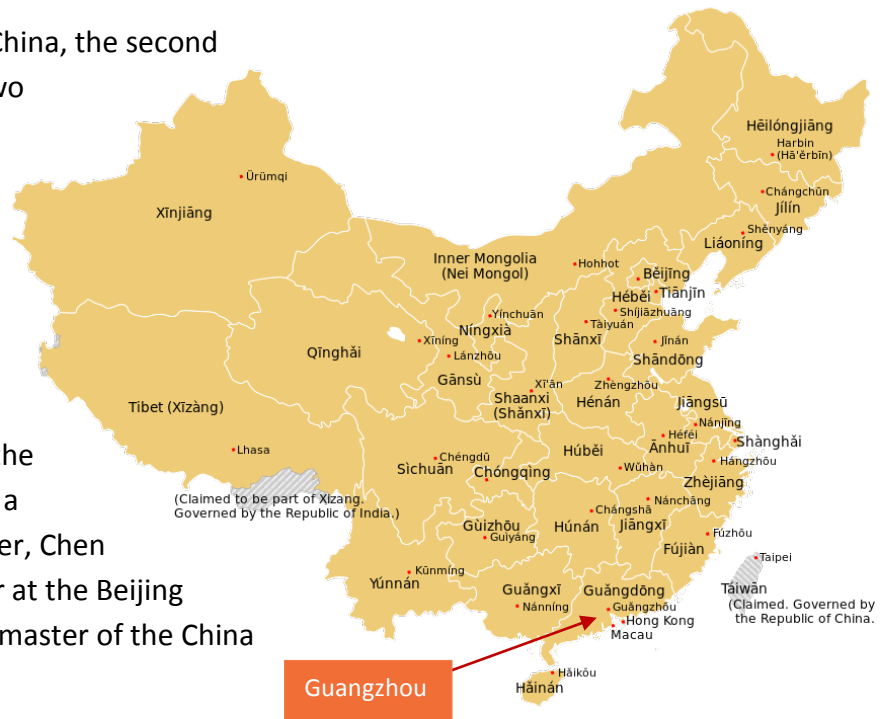 China, the second
wo
Hēilóngjiāng
Harbin
(Hā'ěrbīn)
Ürümqi
Chángchūn
Jílín
Xīnjiāng
Shěnyáng
Liáoníng
Inner Mongolia
(Nei Mongol)
Hohhot
Běijīng
Tiānjīn
Héběi
Shíjiāzhuāng
Yínchuān
Níngxià
Tàiyuán
Shānxī
Xīníng
Jǐnán
Qīnghǎi
Lánzhōu
Shāndōng
Gānsù
Xī'ān
Zhèngzhōu
Shaanxi
(Shǎnxī)
Hénán
Jiāngsū
Tibet (Xīzàng)
Nánjīng
Héféi
Shànghǎi
Ānhuī
Lhasa
Chéngdū
Húběi
Hángzhōu
Sìchuān
Chóngqìng
Wǔhàn
Zhèjiāng
the
(Claimed to be part of Xizang.
Governed by the Republic of India.)
Nánchāng
a
Chángshā
Gùizhōu
Húnán
Jiāngxī
Guìyáng
Fúzhōu
er, Chen
Fújiàn
Taipei
Kūnmíng
Yúnnán
r at the Beijing
Guǎngxī
Guǎngdōng
Táiwān
Nánníng
Guǎngzhōu
(Claimed. Governed by
the Republic of China.
Hong Kong
Macau
master of the China
Hǎikǒu
Guangzhou
Hǎinán